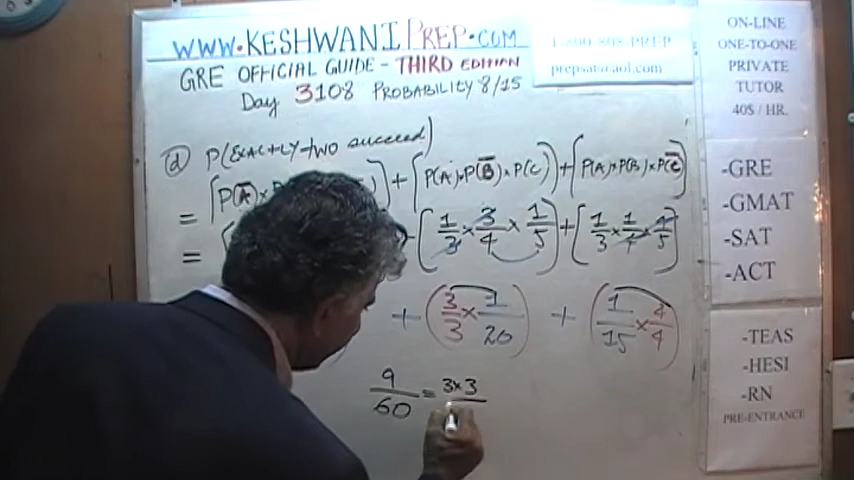 WWW.KESHWANIPREP.COM
GRE OFFICIAL GUIDE - THIRD EDITION
Day 3108 PROBABILITY 8/15
1-800-808-PREP
prepsat@aol.com
ON-LINE
ONE-TO-ONE
PRIVATE
TUTOR
40$ / HR.
-GRE
-GMAT
-SAT
-ACT
-TEAS
-HESI
-RN
PRE-ENTRANCE
(d) P(EXACTLY TWO succeed)
= [P(A̅)× ] + [P(A)×P(B̅)×P(C)] + [P(A)×P(B)×P(C̅)]
= [ + [1/3 × 3/4 × 1/5] + [1/3 × 1/4 × 4/5]
+ (3/3 × 1/20) + (1/15 × 4/4)
9/60 = 3×3